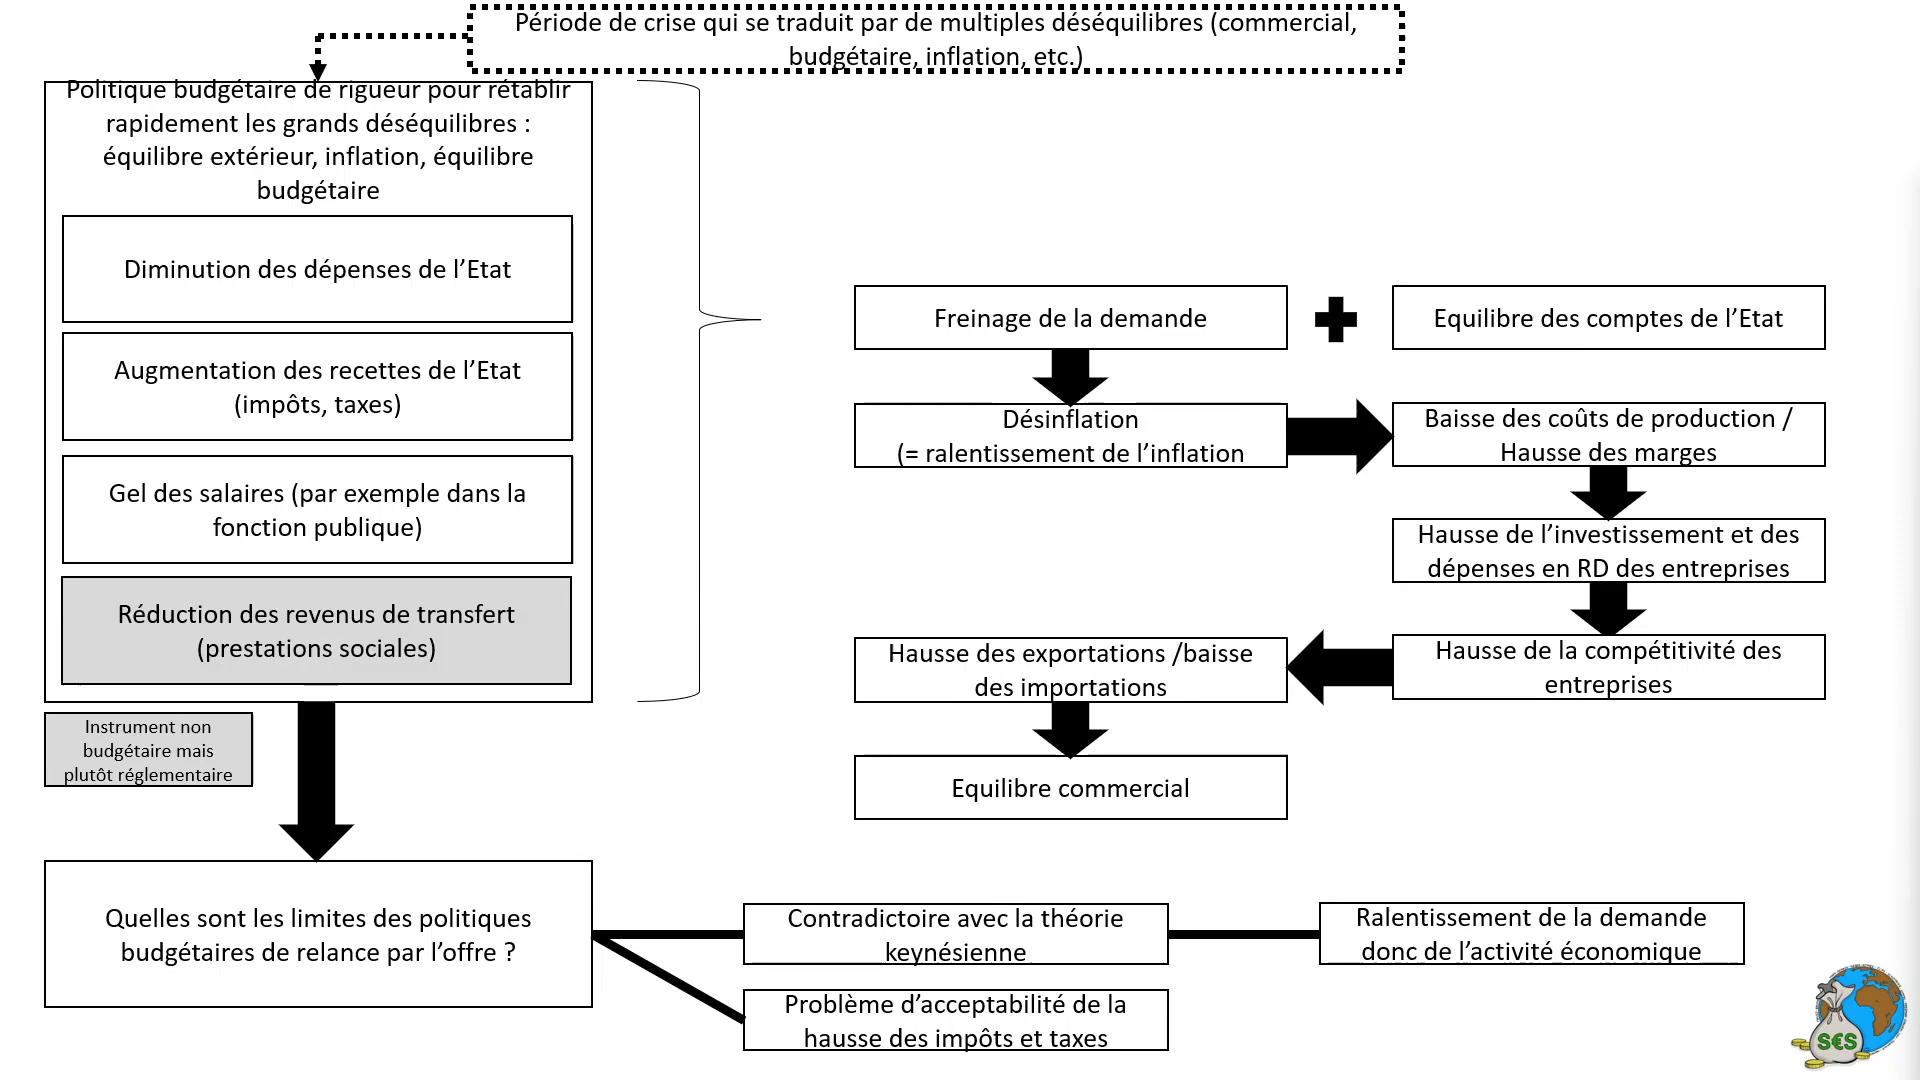 Période de crise qui se traduit par de multiples déséquilibres (commercial,
budgétaire, inflation, etc.)
Politique budgétaire de rigueur pour rétablir
rapidement les grands déséquilibres :
équilibre extérieur, inflation, équilibre
budgétaire
Diminution des dépenses de l’Etat
Augmentation des recettes de l’Etat
(impôts, taxes)
Gel des salaires (par exemple dans la
fonction publique)
Réduction des revenus de transfert
(prestations sociales)
Instrument non
budgétaire mais
plutôt réglementaire
Freinage de la demande
Equilibre des comptes de l’Etat
Désinflation
(= ralentissement de l’inflation
Baisse des coûts de production /
Hausse des marges
Hausse de l’investissement et des
dépenses en RD des entreprises
Hausse de la compétitivité des
entreprises
Hausse des exportations /baisse
des importations
Equilibre commercial
Quelles sont les limites des politiques
budgétaires de relance par l’offre ?
Contradictoire avec la théorie
keynésienne
Ralentissement de la demande
donc de l’activité économique
Problème d’acceptabilité de la
hausse des impôts et taxes
S€S